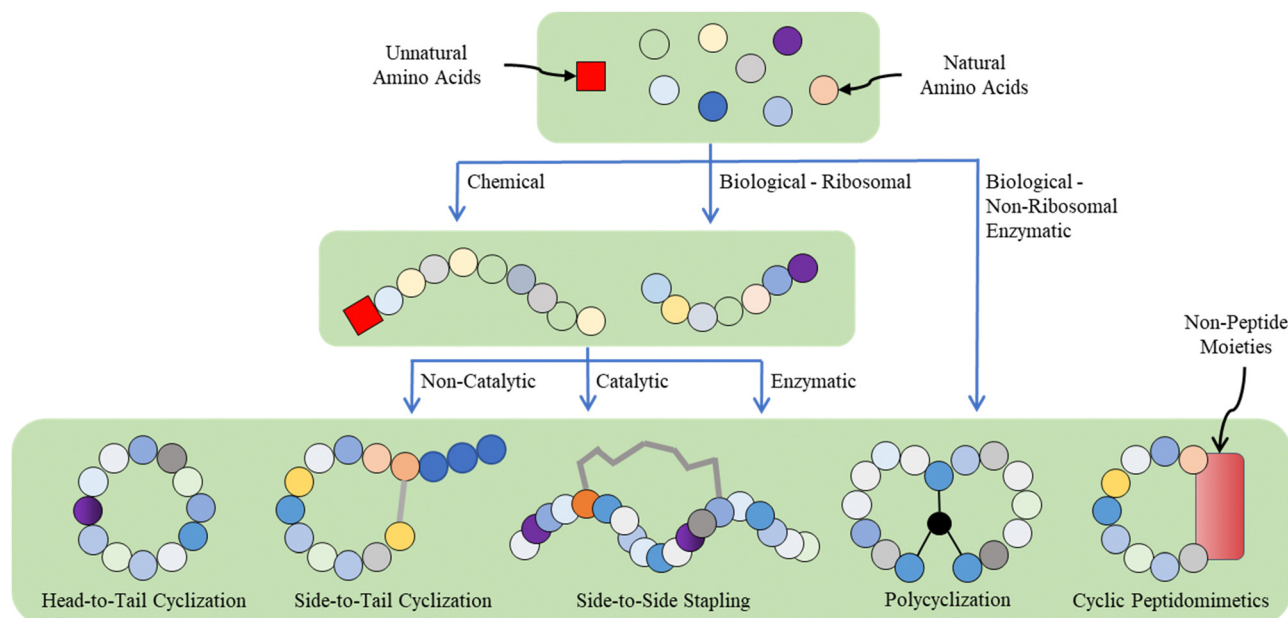 Unnatural
Amino Acids
Natural
Amino Acids
Chemical
Biological - Ribosomal
Biological -
Non-Ribosomal
Enzymatic
Non-Peptide
Moieties
Non-Catalytic
Catalytic
Enzymatic
Head-to-Tail Cyclization
Side-to-Tail Cyclization
Side-to-Side Stapling
Polycyclization
Cyclic Peptidomimetics